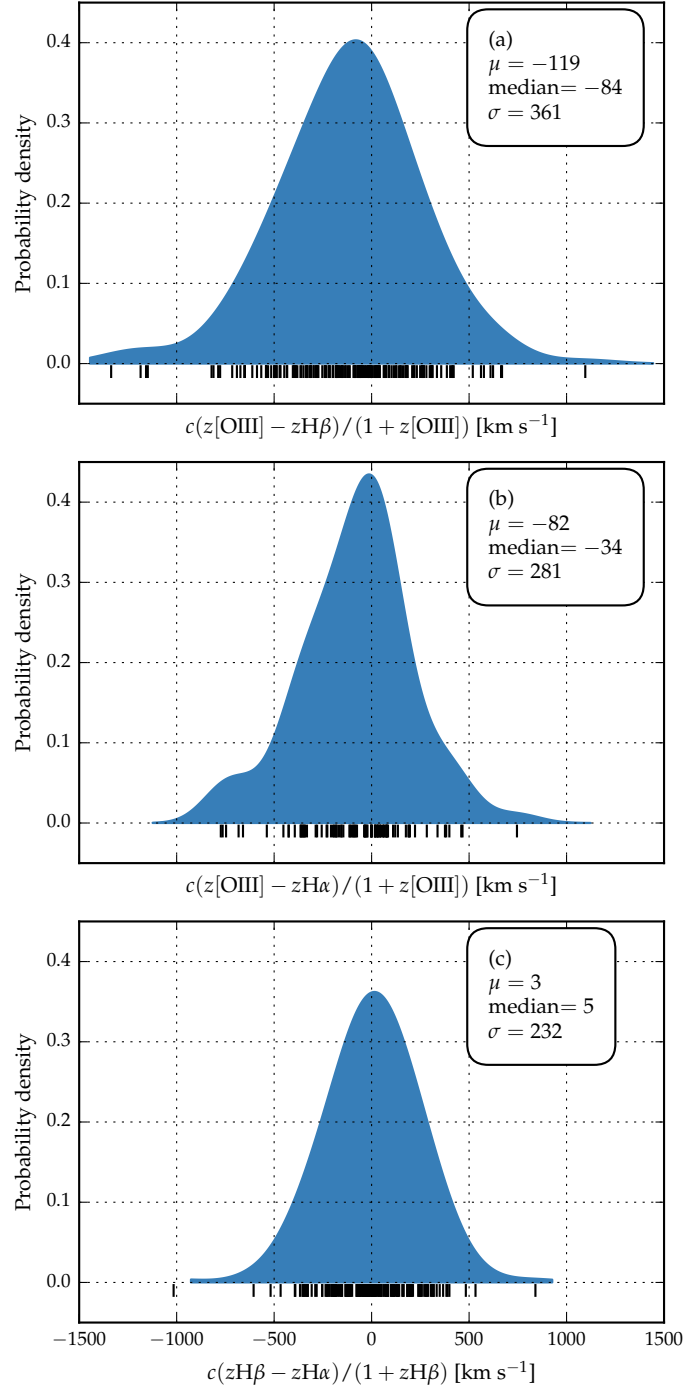 (a)
μ = −119
median= −84
σ = 361
0.4
0.3
0.2
0.1
0.0
Probability density
c(z[OIII] − zHβ)/(1 + z[OIII]) [km s⁻¹]
(b)
μ = −82
median= −34
σ = 281
0.4
0.3
0.2
0.1
0.0
Probability density
c(z[OIII] − zHα)/(1 + z[OIII]) [km s⁻¹]
(c)
μ = 3
median= 5
σ = 232
0.4
0.3
0.2
0.1
0.0
Probability density
−1500 −1000 −500 0 500 1000 1500
c(zHβ − zHα)/(1 + zHβ) [km s⁻¹]